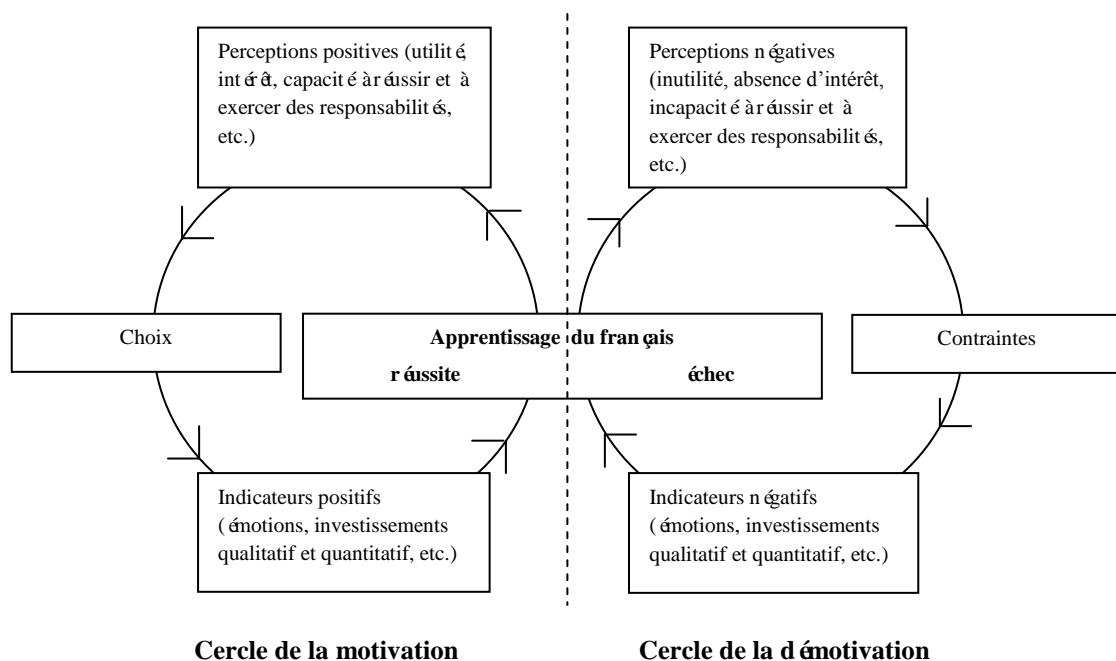 Perceptions positives (utilité,
intérêt, capacité à réussir et à
exercer des responsabilités,
etc.)
Perceptions négatives
(inutilité, absence d'intérêt,
incapacité à réussir et à
exercer des responsabilités,
etc.)
Choix
Apprentissage du français
réussite échec
Contraintes
Indicateurs positifs
(émotions, investissements
qualitatif et quantitatif, etc.)
Indicateurs négatifs
(émotions, investissements
qualitatif et quantitatif, etc.)
Cercle de la motivation
Cercle de la démotivation